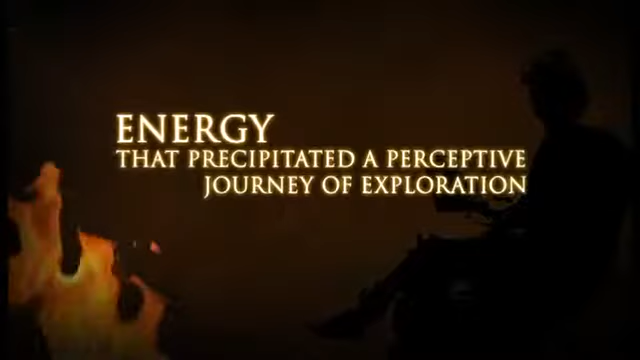 ENERGY
THAT PRECIPITATED A PERCEPTIVE
JOURNEY OF EXPLORATION